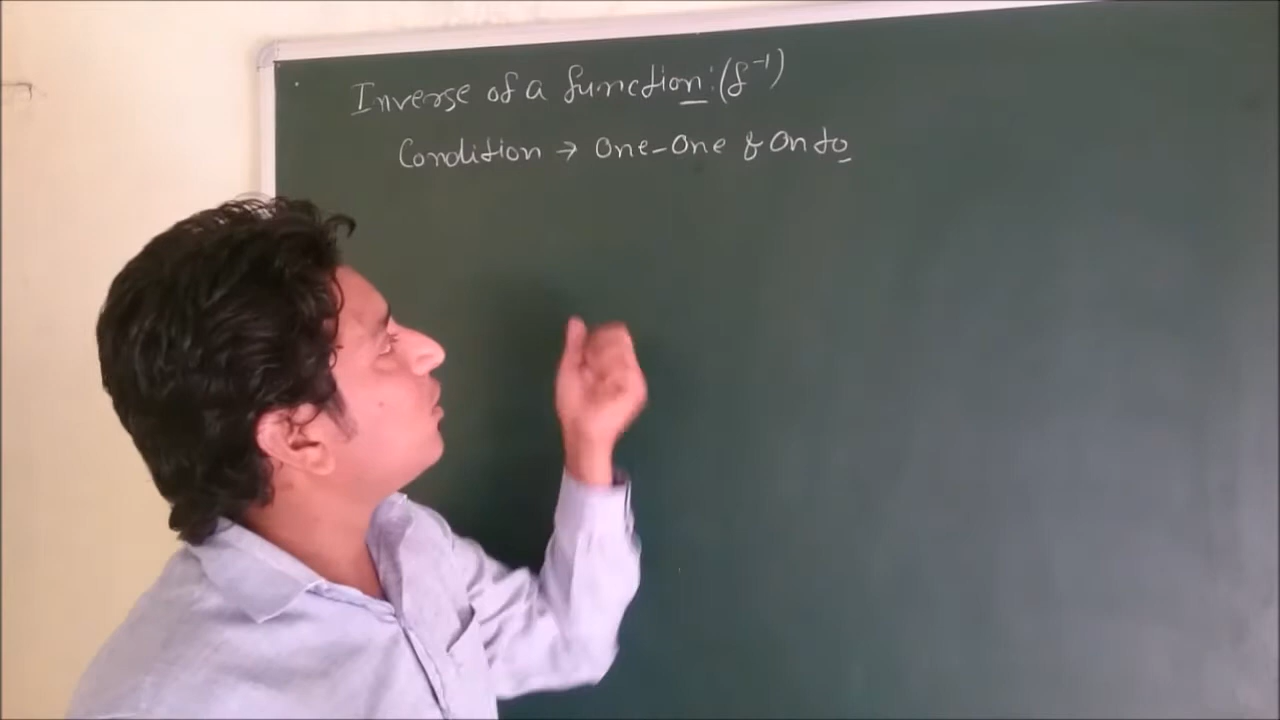 Inverse of a function: (f⁻¹)
Condition → One-One & Onto